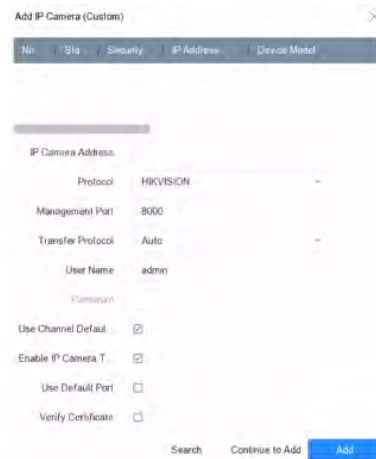 Add IP Camera (Custom)
No. Sta... Security IP Address Device Model
IP Camera Address
Protocol HIKVISION
Management Port 8000
Transfer Protocol Auto
User Name admin
Password
Use Channel Defaul...
Enable IP Camera T...
Use Default Port
Verify Certificate
Search Continue to Add Add